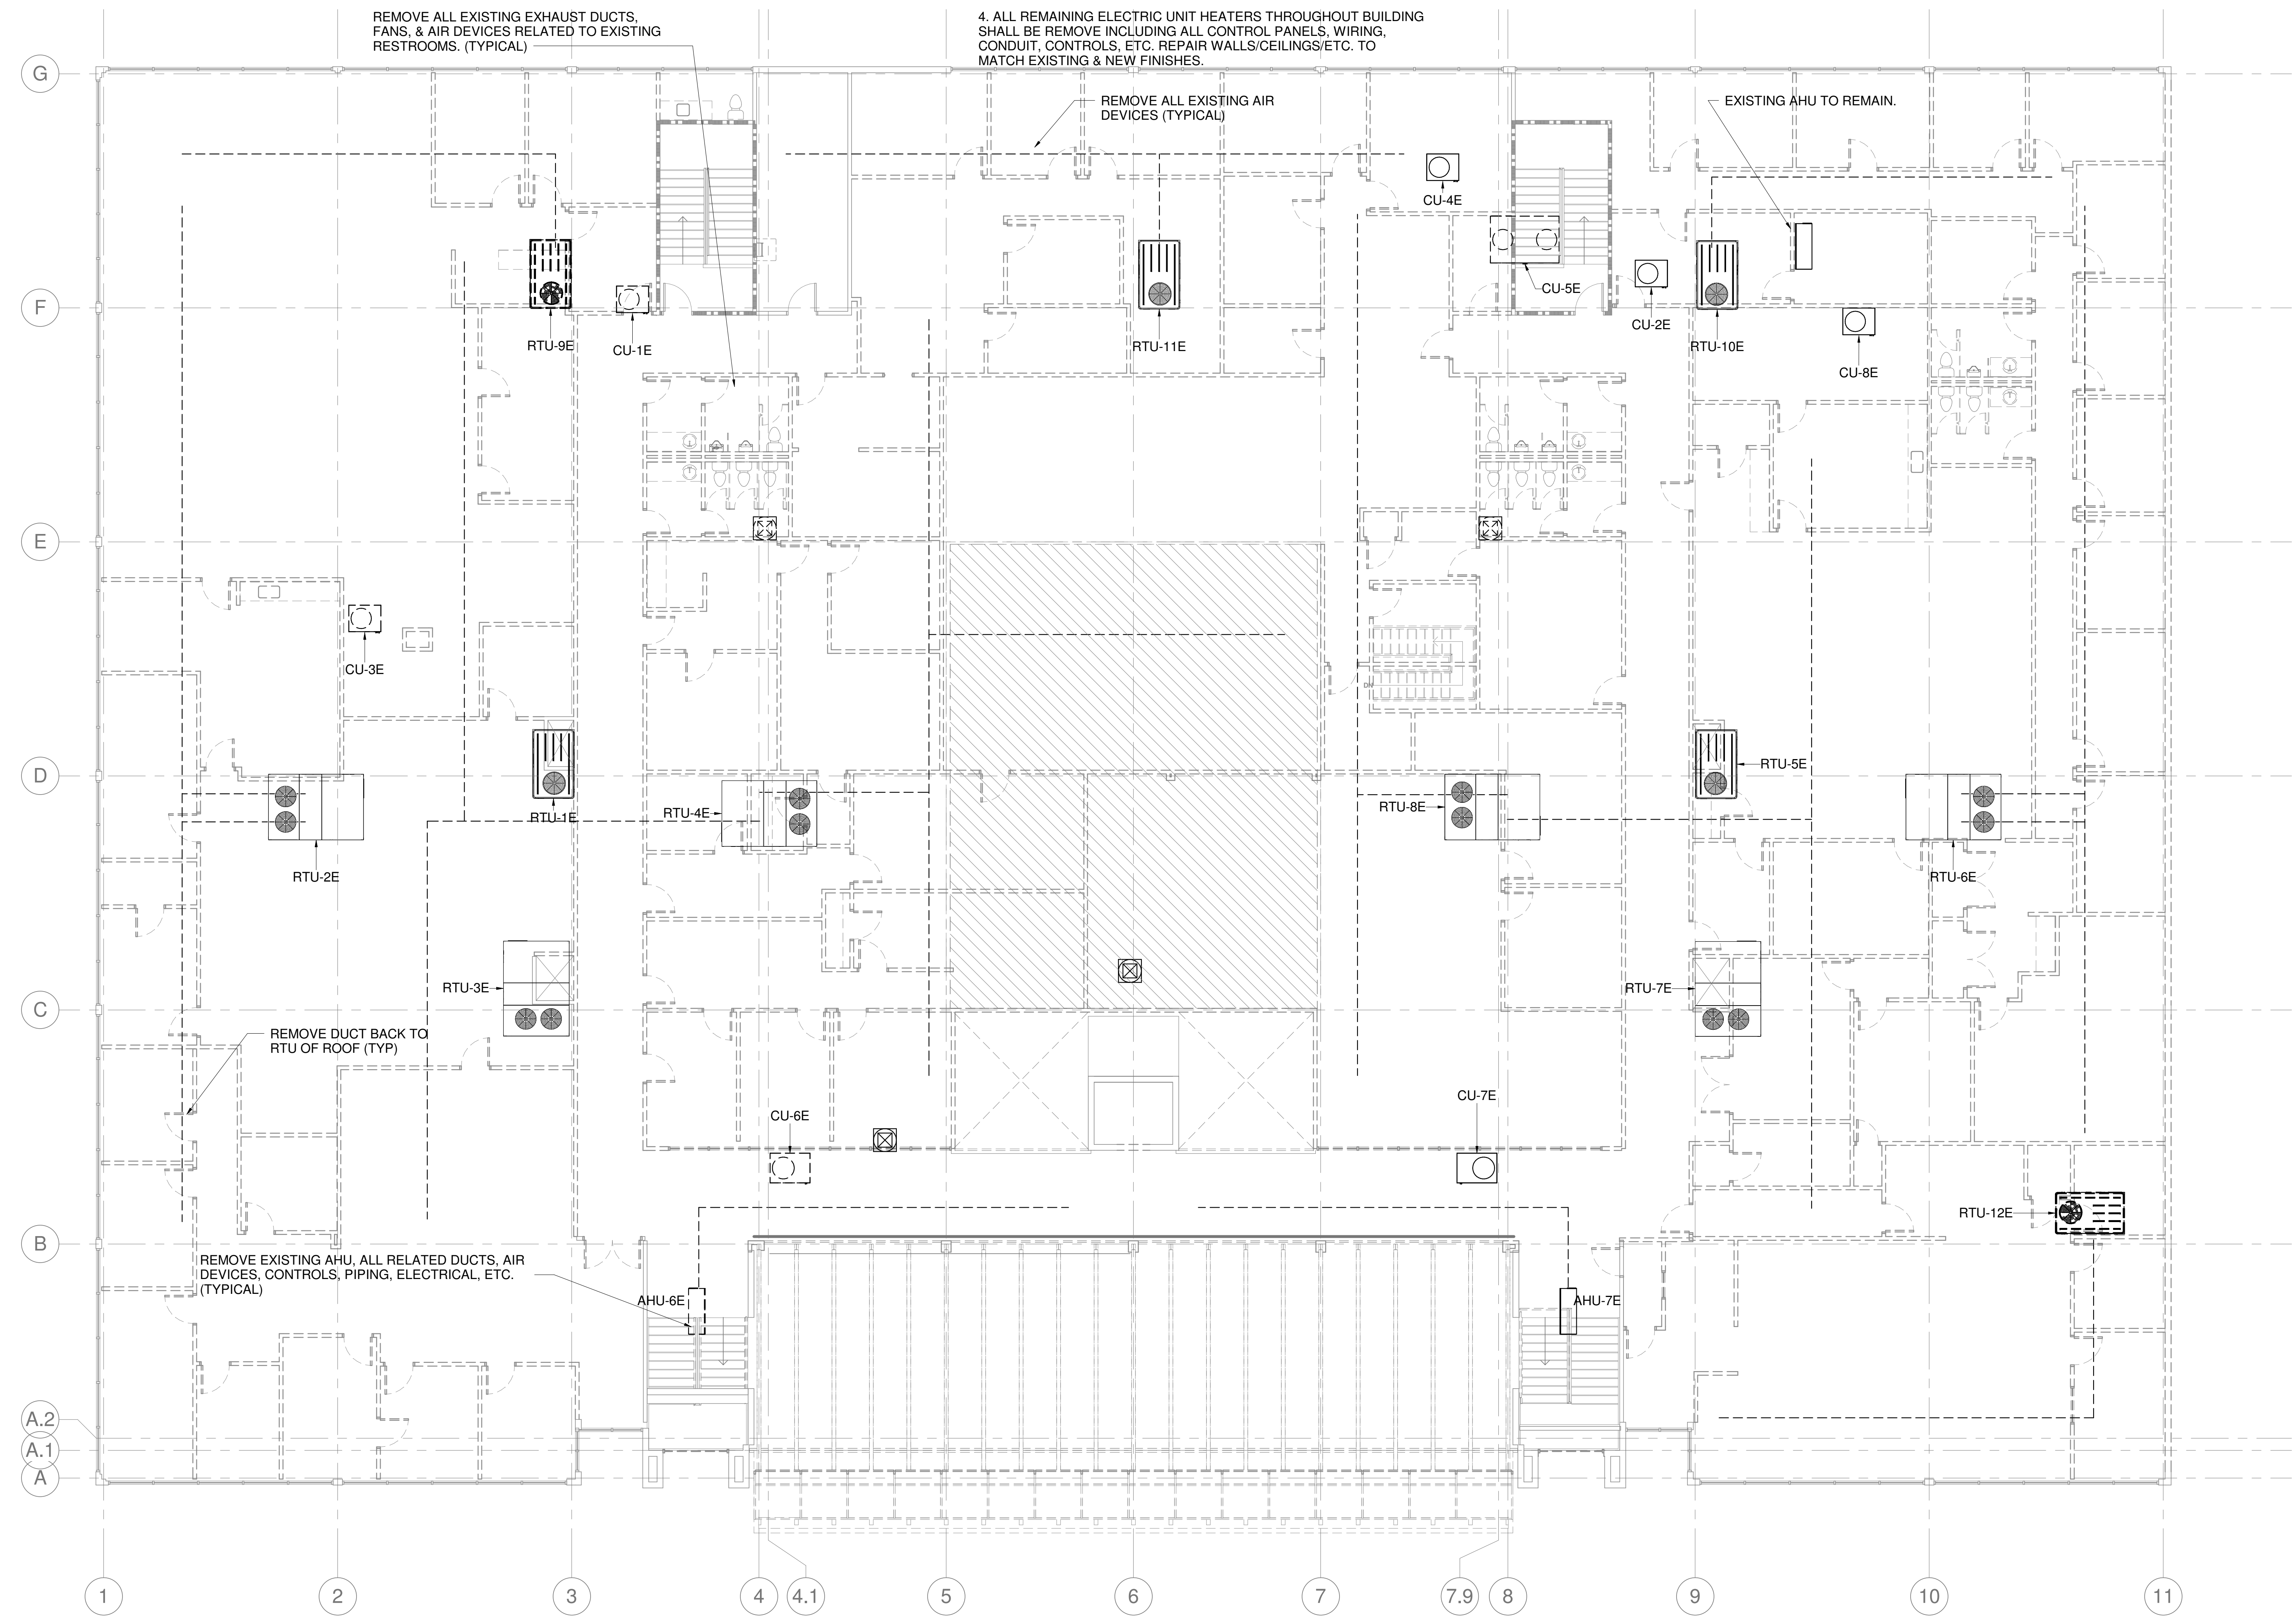 REMOVE ALL EXISTING EXHAUST DUCTS,
FANS, & AIR DEVICES RELATED TO EXISTING
RESTROOMS. (TYPICAL)
4. ALL REMAINING ELECTRIC UNIT HEATERS THROUGHOUT BUILDING
SHALL BE REMOVE INCLUDING ALL CONTROL PANELS, WIRING,
CONDUIT, CONTROLS, ETC. REPAIR WALLS/CEILINGS/ETC. TO
MATCH EXISTING & NEW FINISHES.
G
REMOVE ALL EXISTING AIR
DEVICES (TYPICAL)
EXISTING AHU TO REMAIN.
CU-4E
CU-5E
F
CU-2E
RTU-9E
CU-1E
RTU-11E
RTU-10E
CU-8E
E
CU-3E
D
RTU-5E
RTU-8E
RTU-4E
RTU-1E
RTU-2E
RTU-6E
RTU-3E
RTU-7E
C
REMOVE DUCT BACK TO
RTU OF ROOF (TYP)
CU-7E
CU-6E
RTU-12E
B
REMOVE EXISTING AHU, ALL RELATED DUCTS, AIR
DEVICES, CONTROLS, PIPING, ELECTRICAL, ETC.
(TYPICAL)
AHU-6E
AHU-7E
A.2
A.1
A
1
2
3
4
4.1
5
6
7
7.9
8
9
10
11